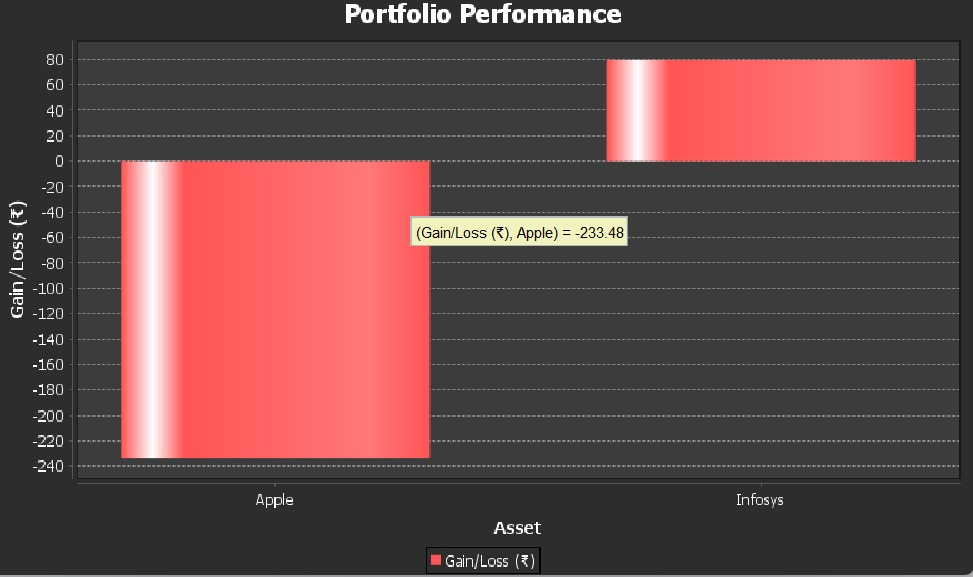 Portfolio Performance
Gain/Loss (₹)
80
60
40
20
0
-20
-40
-60
-80
-100
-120
-140
-160
-180
-200
-220
-240
(Gain/Loss (₹), Apple) = -233.48
Apple
Infosys
Asset
Gain/Loss (₹)